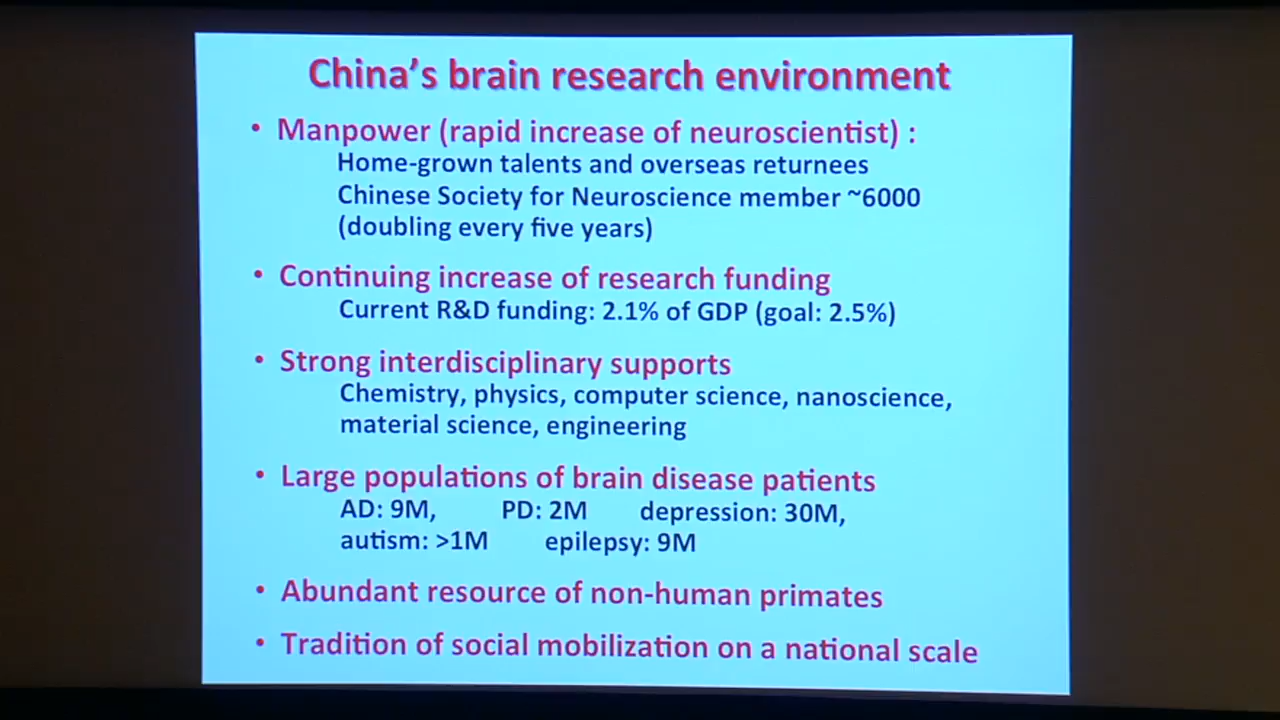 China's brain research environment
• Manpower (rapid increase of neuroscientist) :
Home-grown talents and overseas returnees
Chinese Society for Neuroscience member ~6000
(doubling every five years)
• Continuing increase of research funding
Current R&D funding: 2.1% of GDP (goal: 2.5%)
• Strong interdisciplinary supports
Chemistry, physics, computer science, nanoscience,
material science, engineering
• Large populations of brain disease patients
AD: 9M, PD: 2M depression: 30M,
autism: >1M epilepsy: 9M
• Abundant resource of non-human primates
• Tradition of social mobilization on a national scale